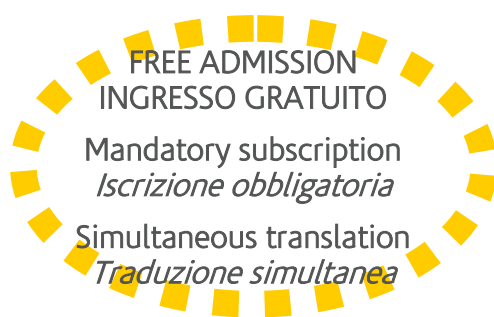 FREE ADMISSION
INGRESSO GRATUITO
Mandatory subscription
Iscrizione obbligatoria
Simultaneous translation
Traduzione simultanea